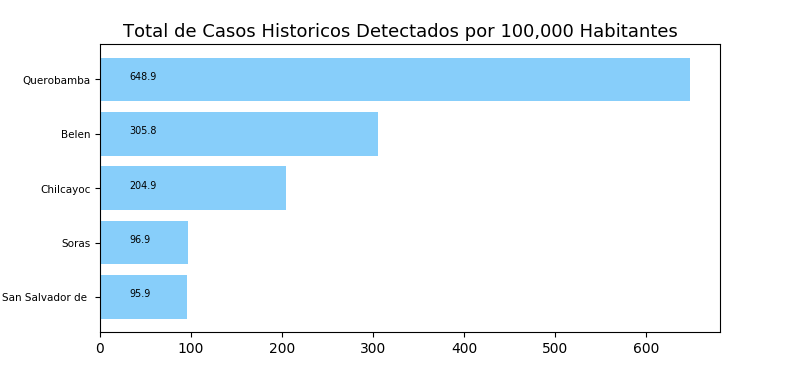 Total de Casos Historicos Detectados por 100,000 Habitantes
Querobamba 648.9
Belen 305.8
Chilcayoc 204.9
Soras 96.9
San Salvador de 95.9
0 100 200 300 400 500 600